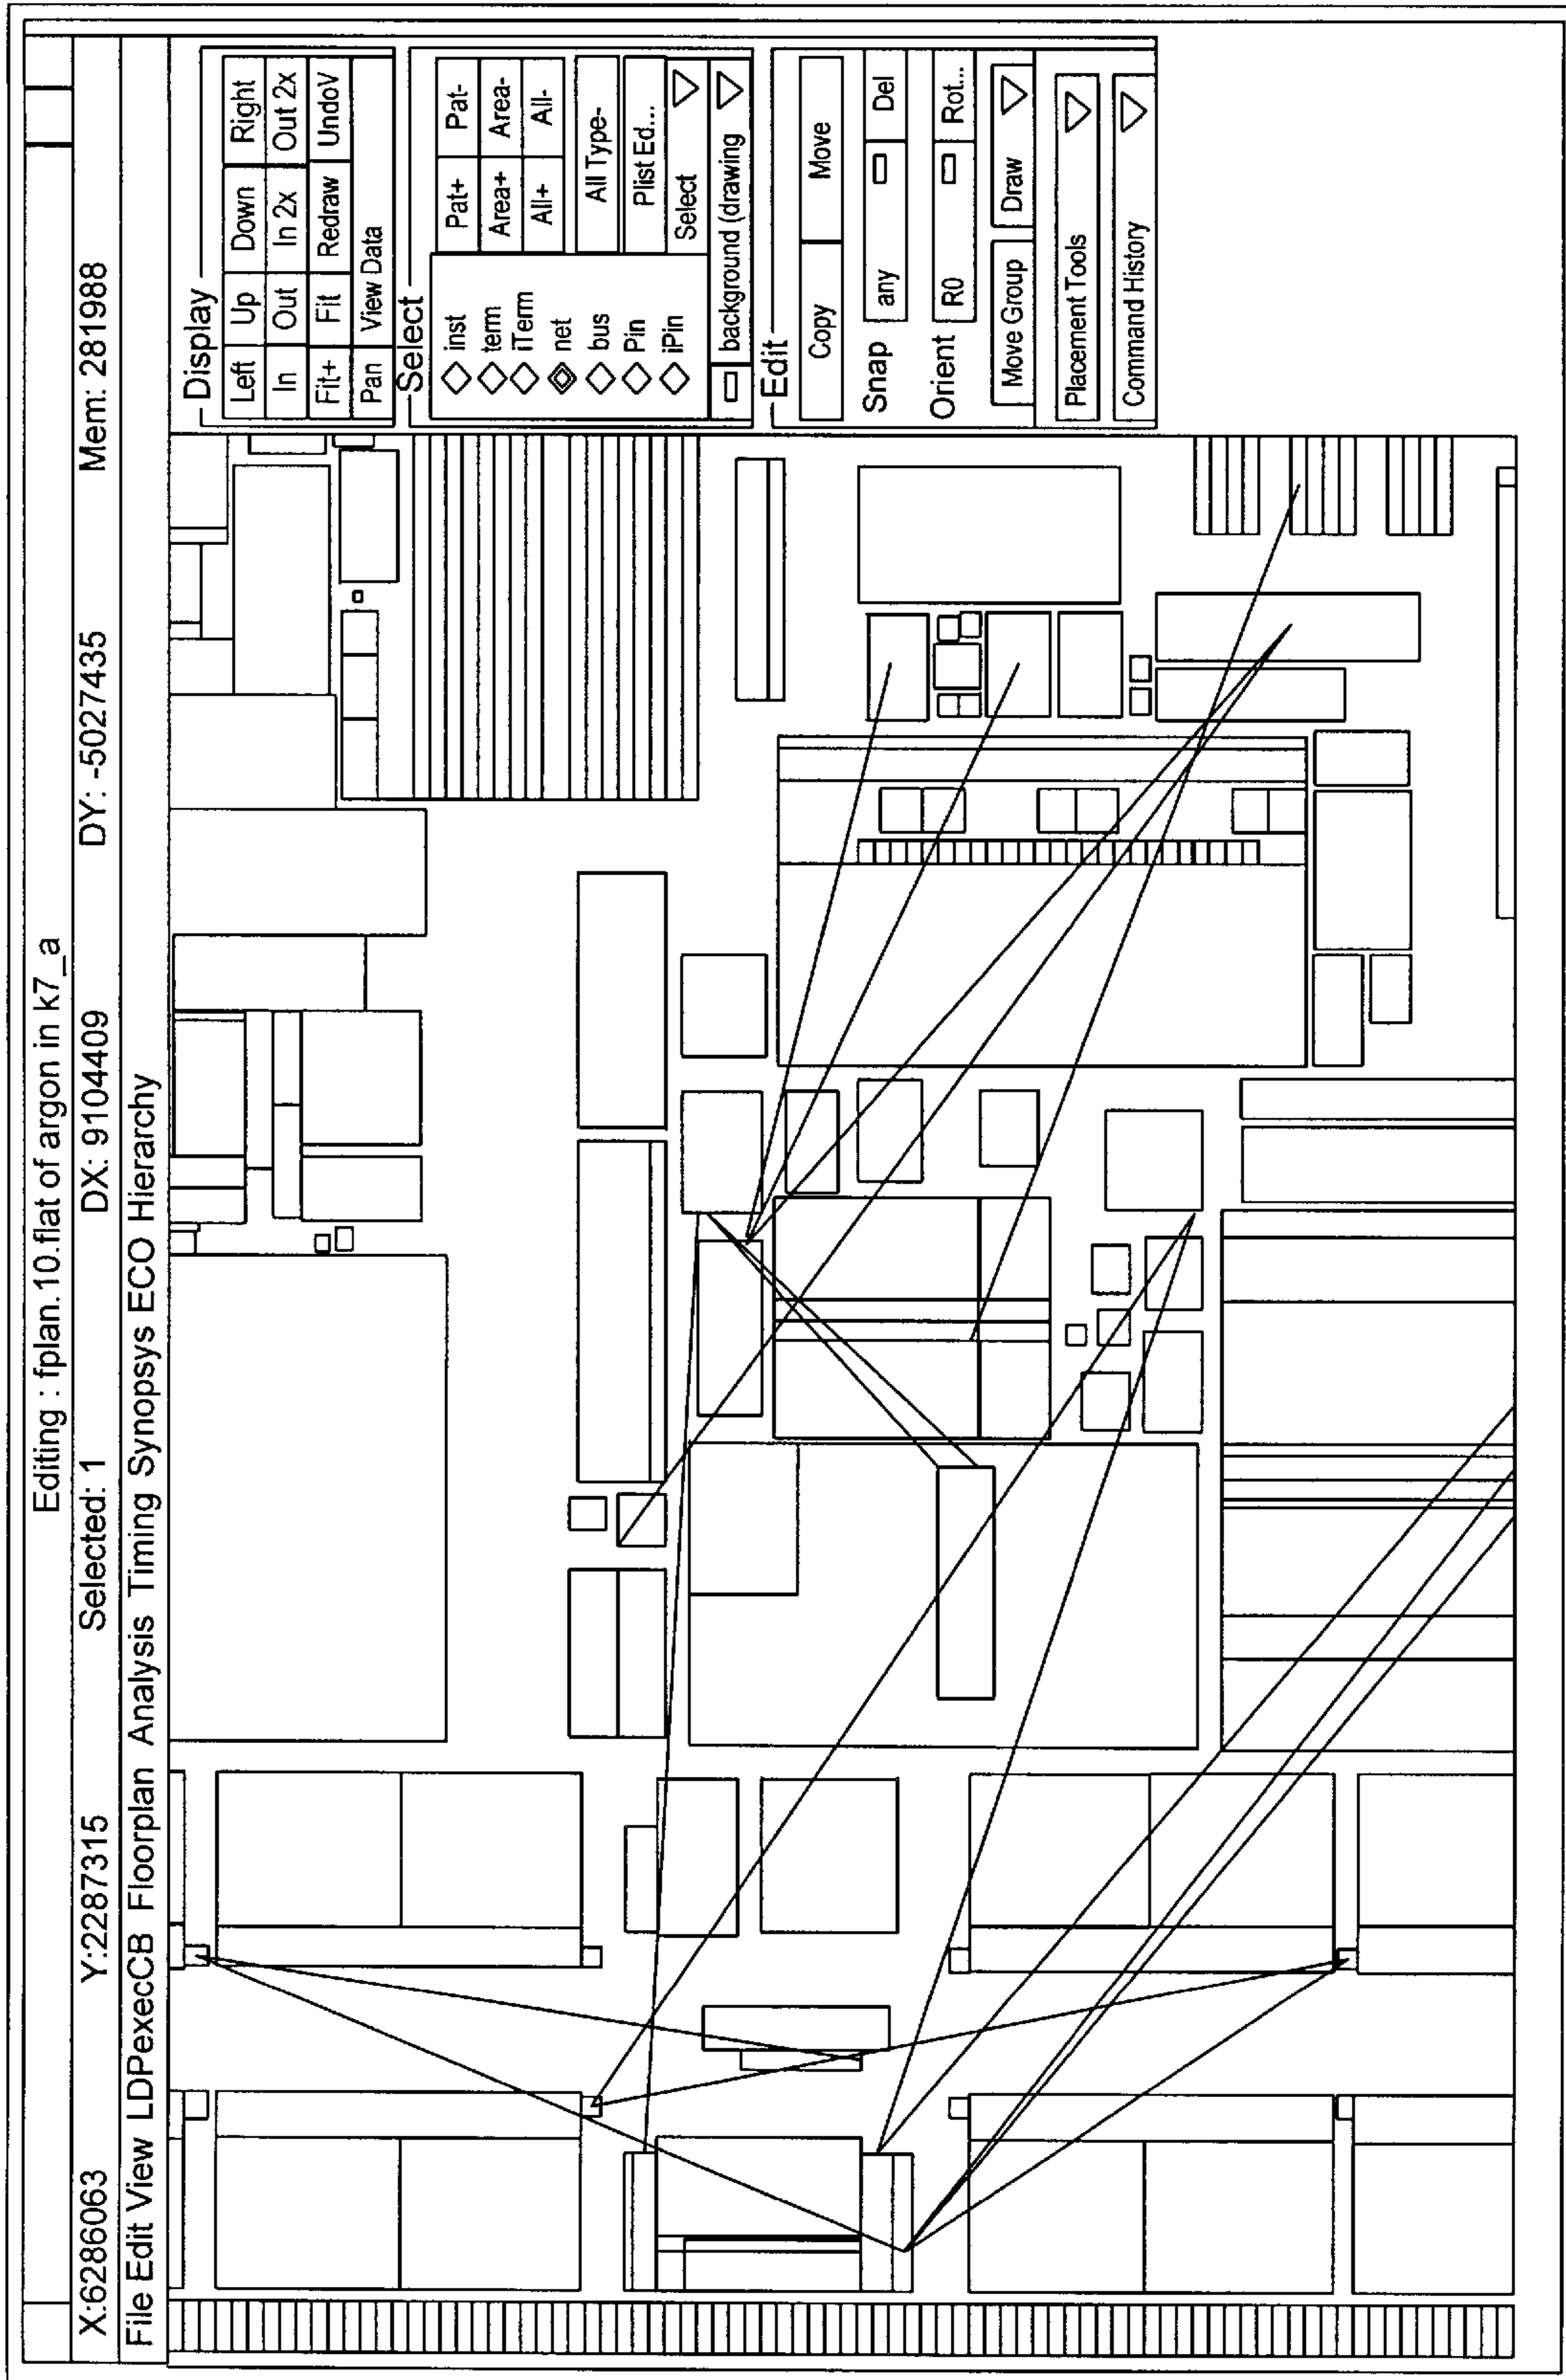 Editing : fplan.10.flat of argon in k7_a
X:6286063 Y:2287315 Selected: 1 DX: 9104409 DY: -5027435 Mem: 281988
File Edit View LDPexecCB Floorplan Analysis Timing Synopsys ECO Hierarchy
Display
Left Up Down Right
In Out In 2x Out 2x
Fit+ Fit Redraw UndoV
Pan View Data
Select
inst
term
iTerm
net
bus
Pin
iPin
Pat+ Pat-
Area+ Area-
All+ All-
All Type-
Plist Ed...
Select
background (drawing
Edit
Copy Move
Snap any Del
Orient R0 Rot...
Move Group Draw
Placement Tools
Command History